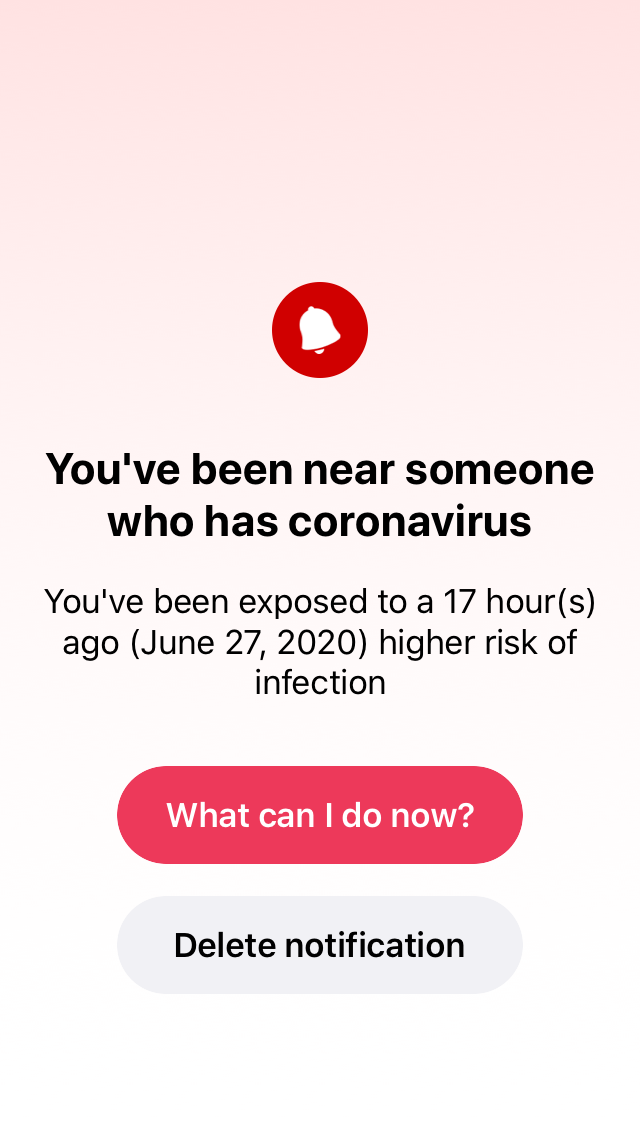 You've been near someone
who has coronavirus
You've been exposed to a 17 hour(s)
ago (June 27, 2020) higher risk of
infection
What can I do now?
Delete notification